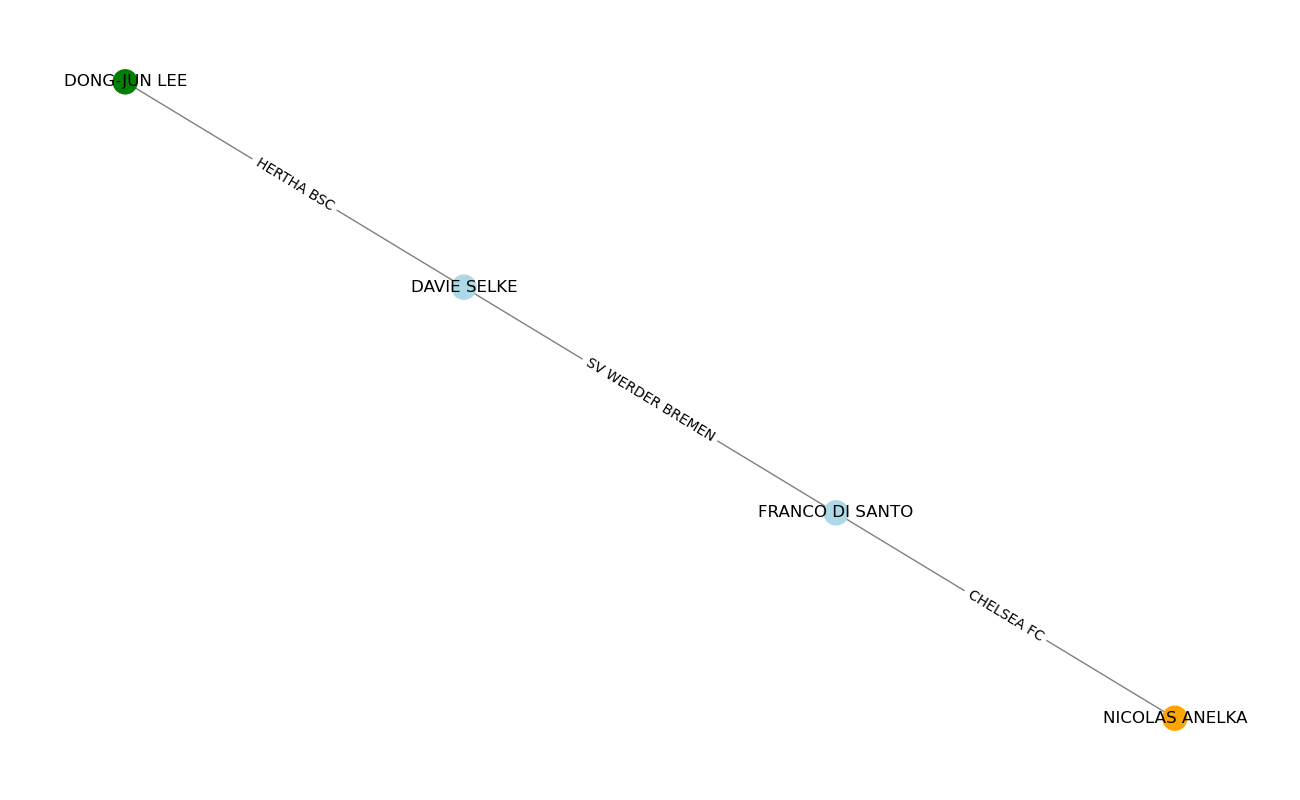 DONG-JUN LEE
HERTHA BSC
DAVIE SELKE
SV WERDER BREMEN
FRANCO DI SANTO
CHELSEA FC
NICOLAS ANELKA